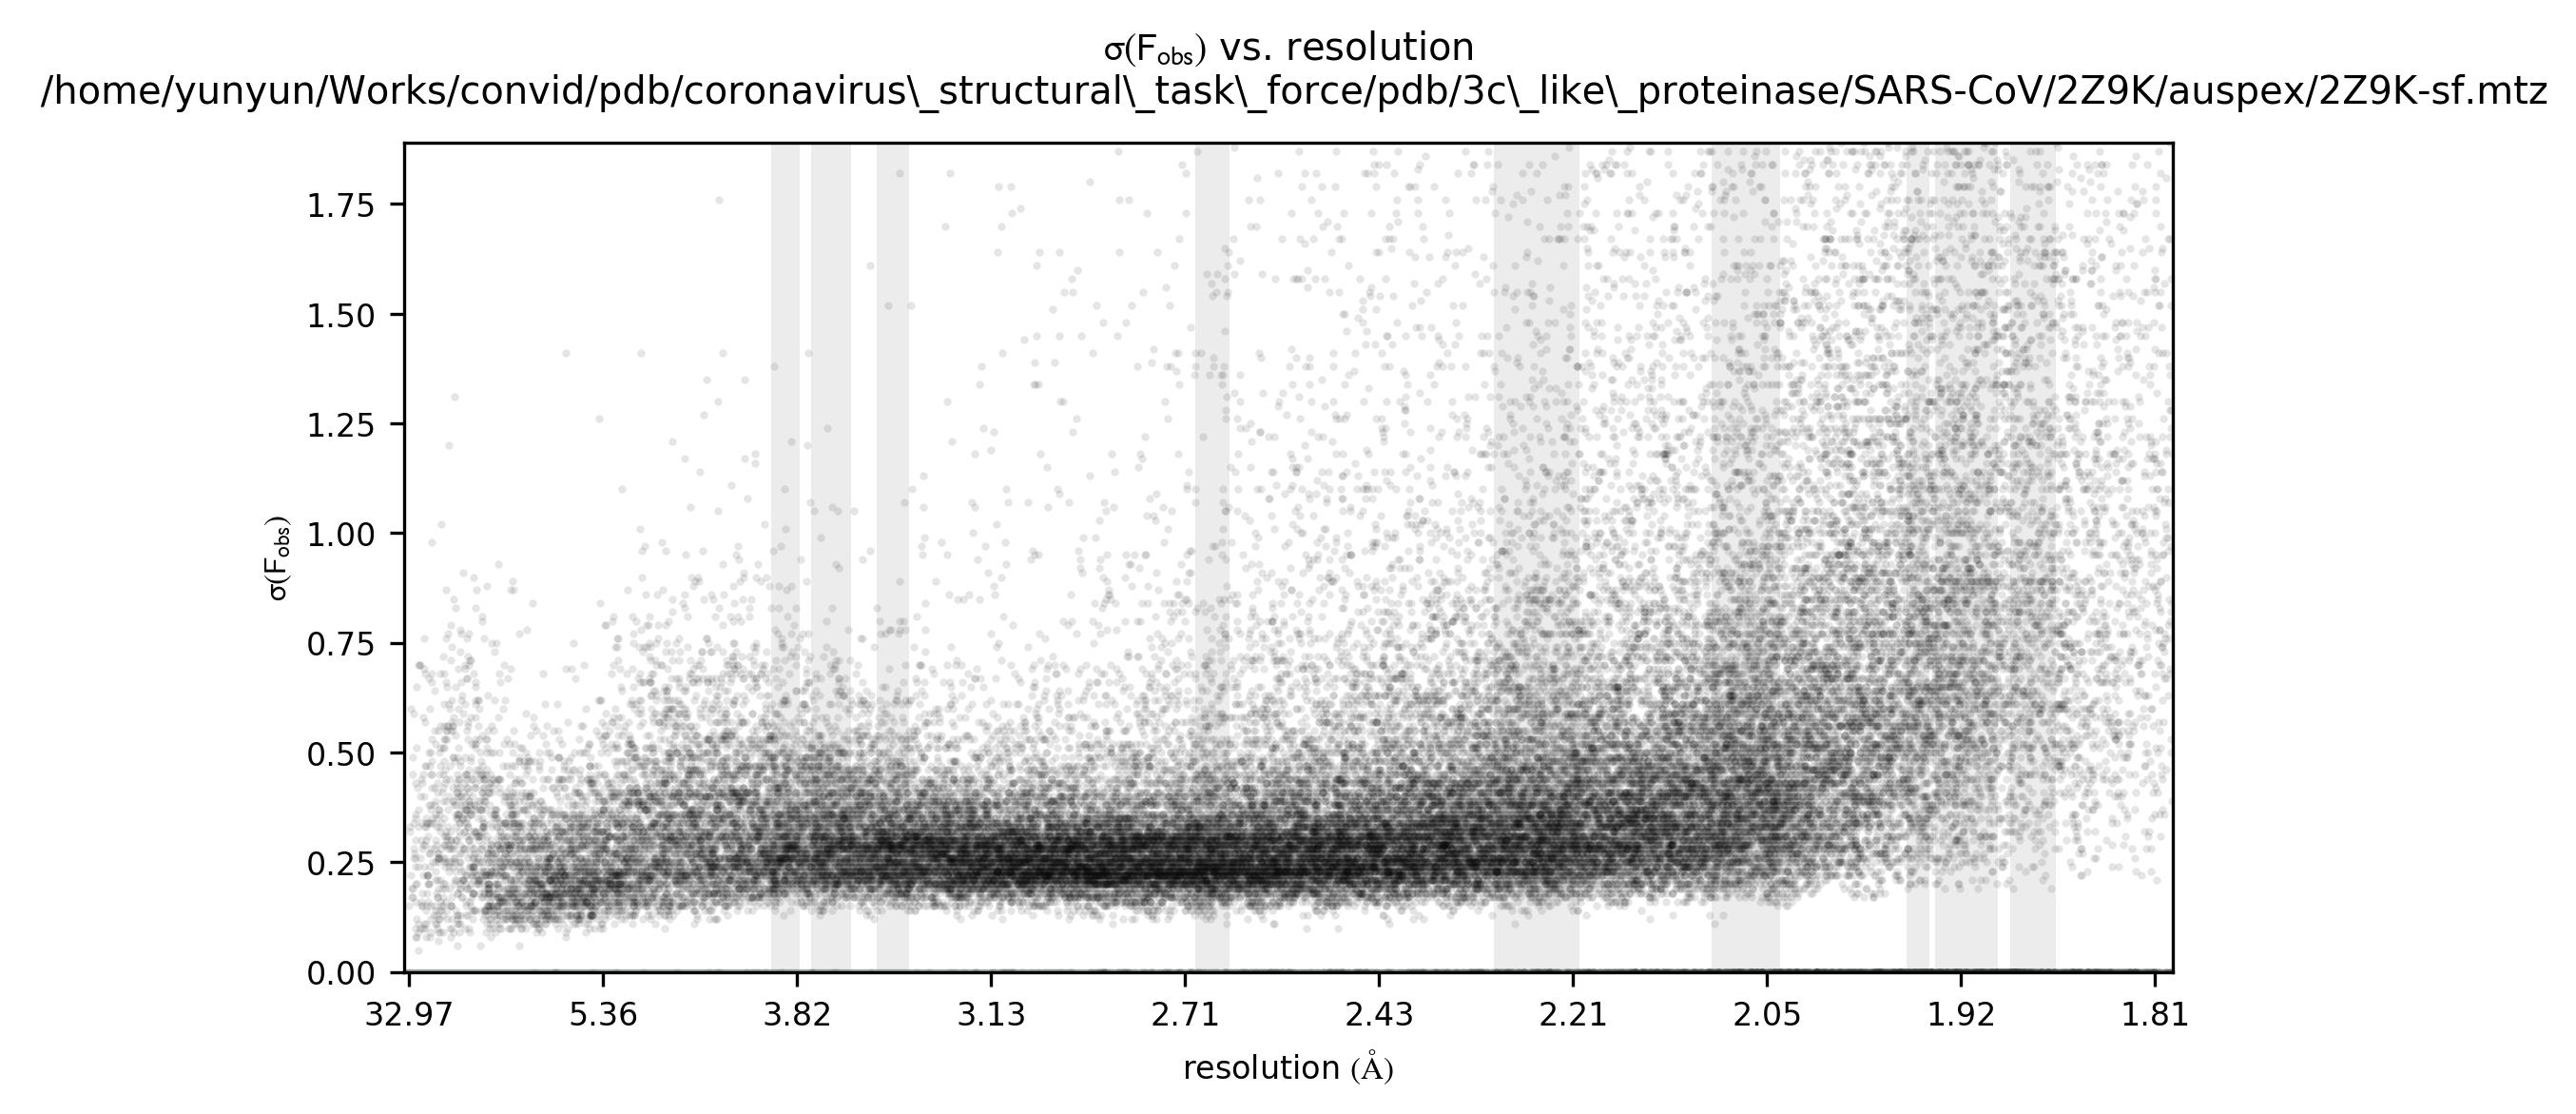 σ(Fobs) vs. resolution
/home/yunyun/Works/convid/pdb/coronavirus\_structural\_task\_force/pdb/3c\_like\_proteinase/SARS-CoV/2Z9K/auspex/2Z9K-sf.mtz
1.75
1.50
1.25
1.00
0.75
0.50
0.25
0.00
σ(Fobs)
32.97 5.36 3.82 3.13 2.71 2.43 2.21 2.05 1.92 1.81
resolution (Å)